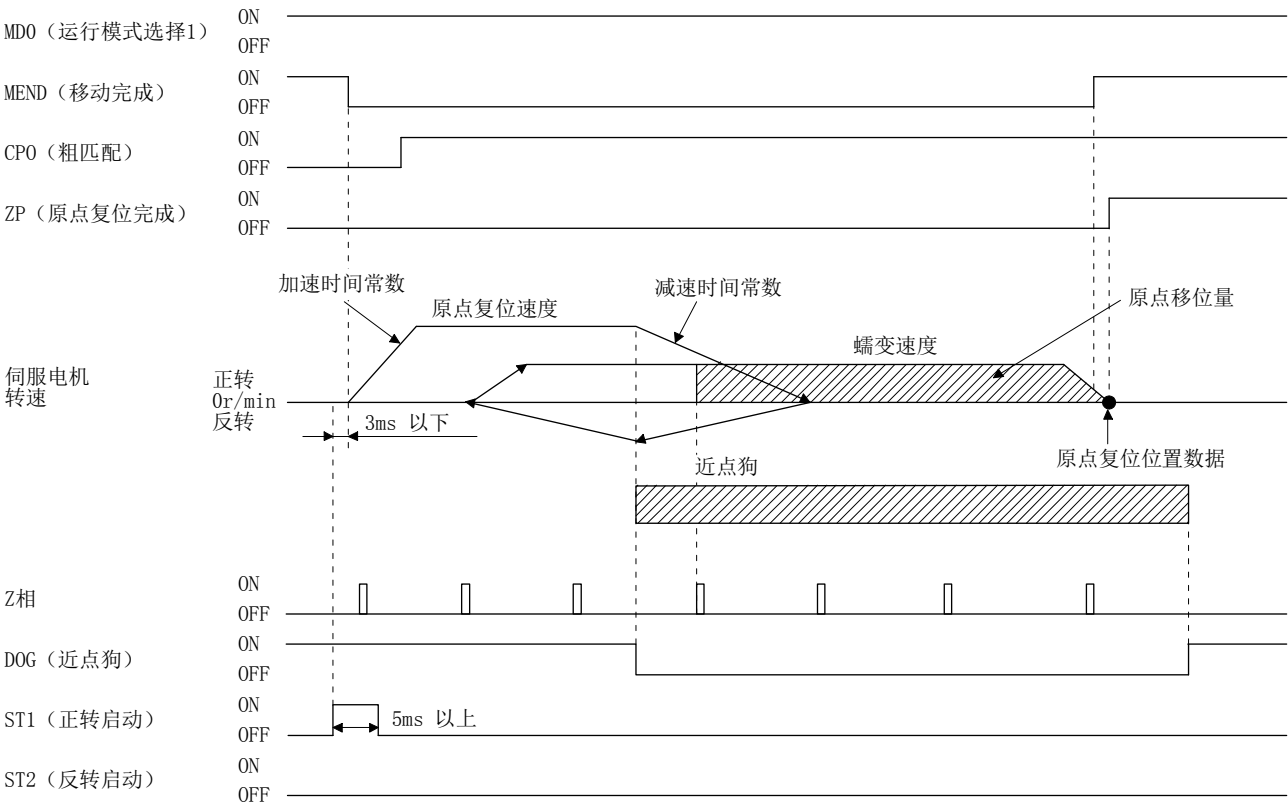 MD0（运行模式选择1）
ON
OFF
MEND（移动完成）
ON
OFF
CPO（粗匹配）
ON
OFF
ZP（原点复位完成）
ON
OFF
加速时间常数
原点复位速度
减速时间常数
原点移位量
蠕变速度
伺服电机
转速
正转
0r/min
反转
3ms 以下
原点复位位置数据
近点狗
Z相
ON
OFF
DOG（近点狗）
ON
OFF
ST1（正转启动）
ON
OFF
5ms 以上
ST2（反转启动）
ON
OFF